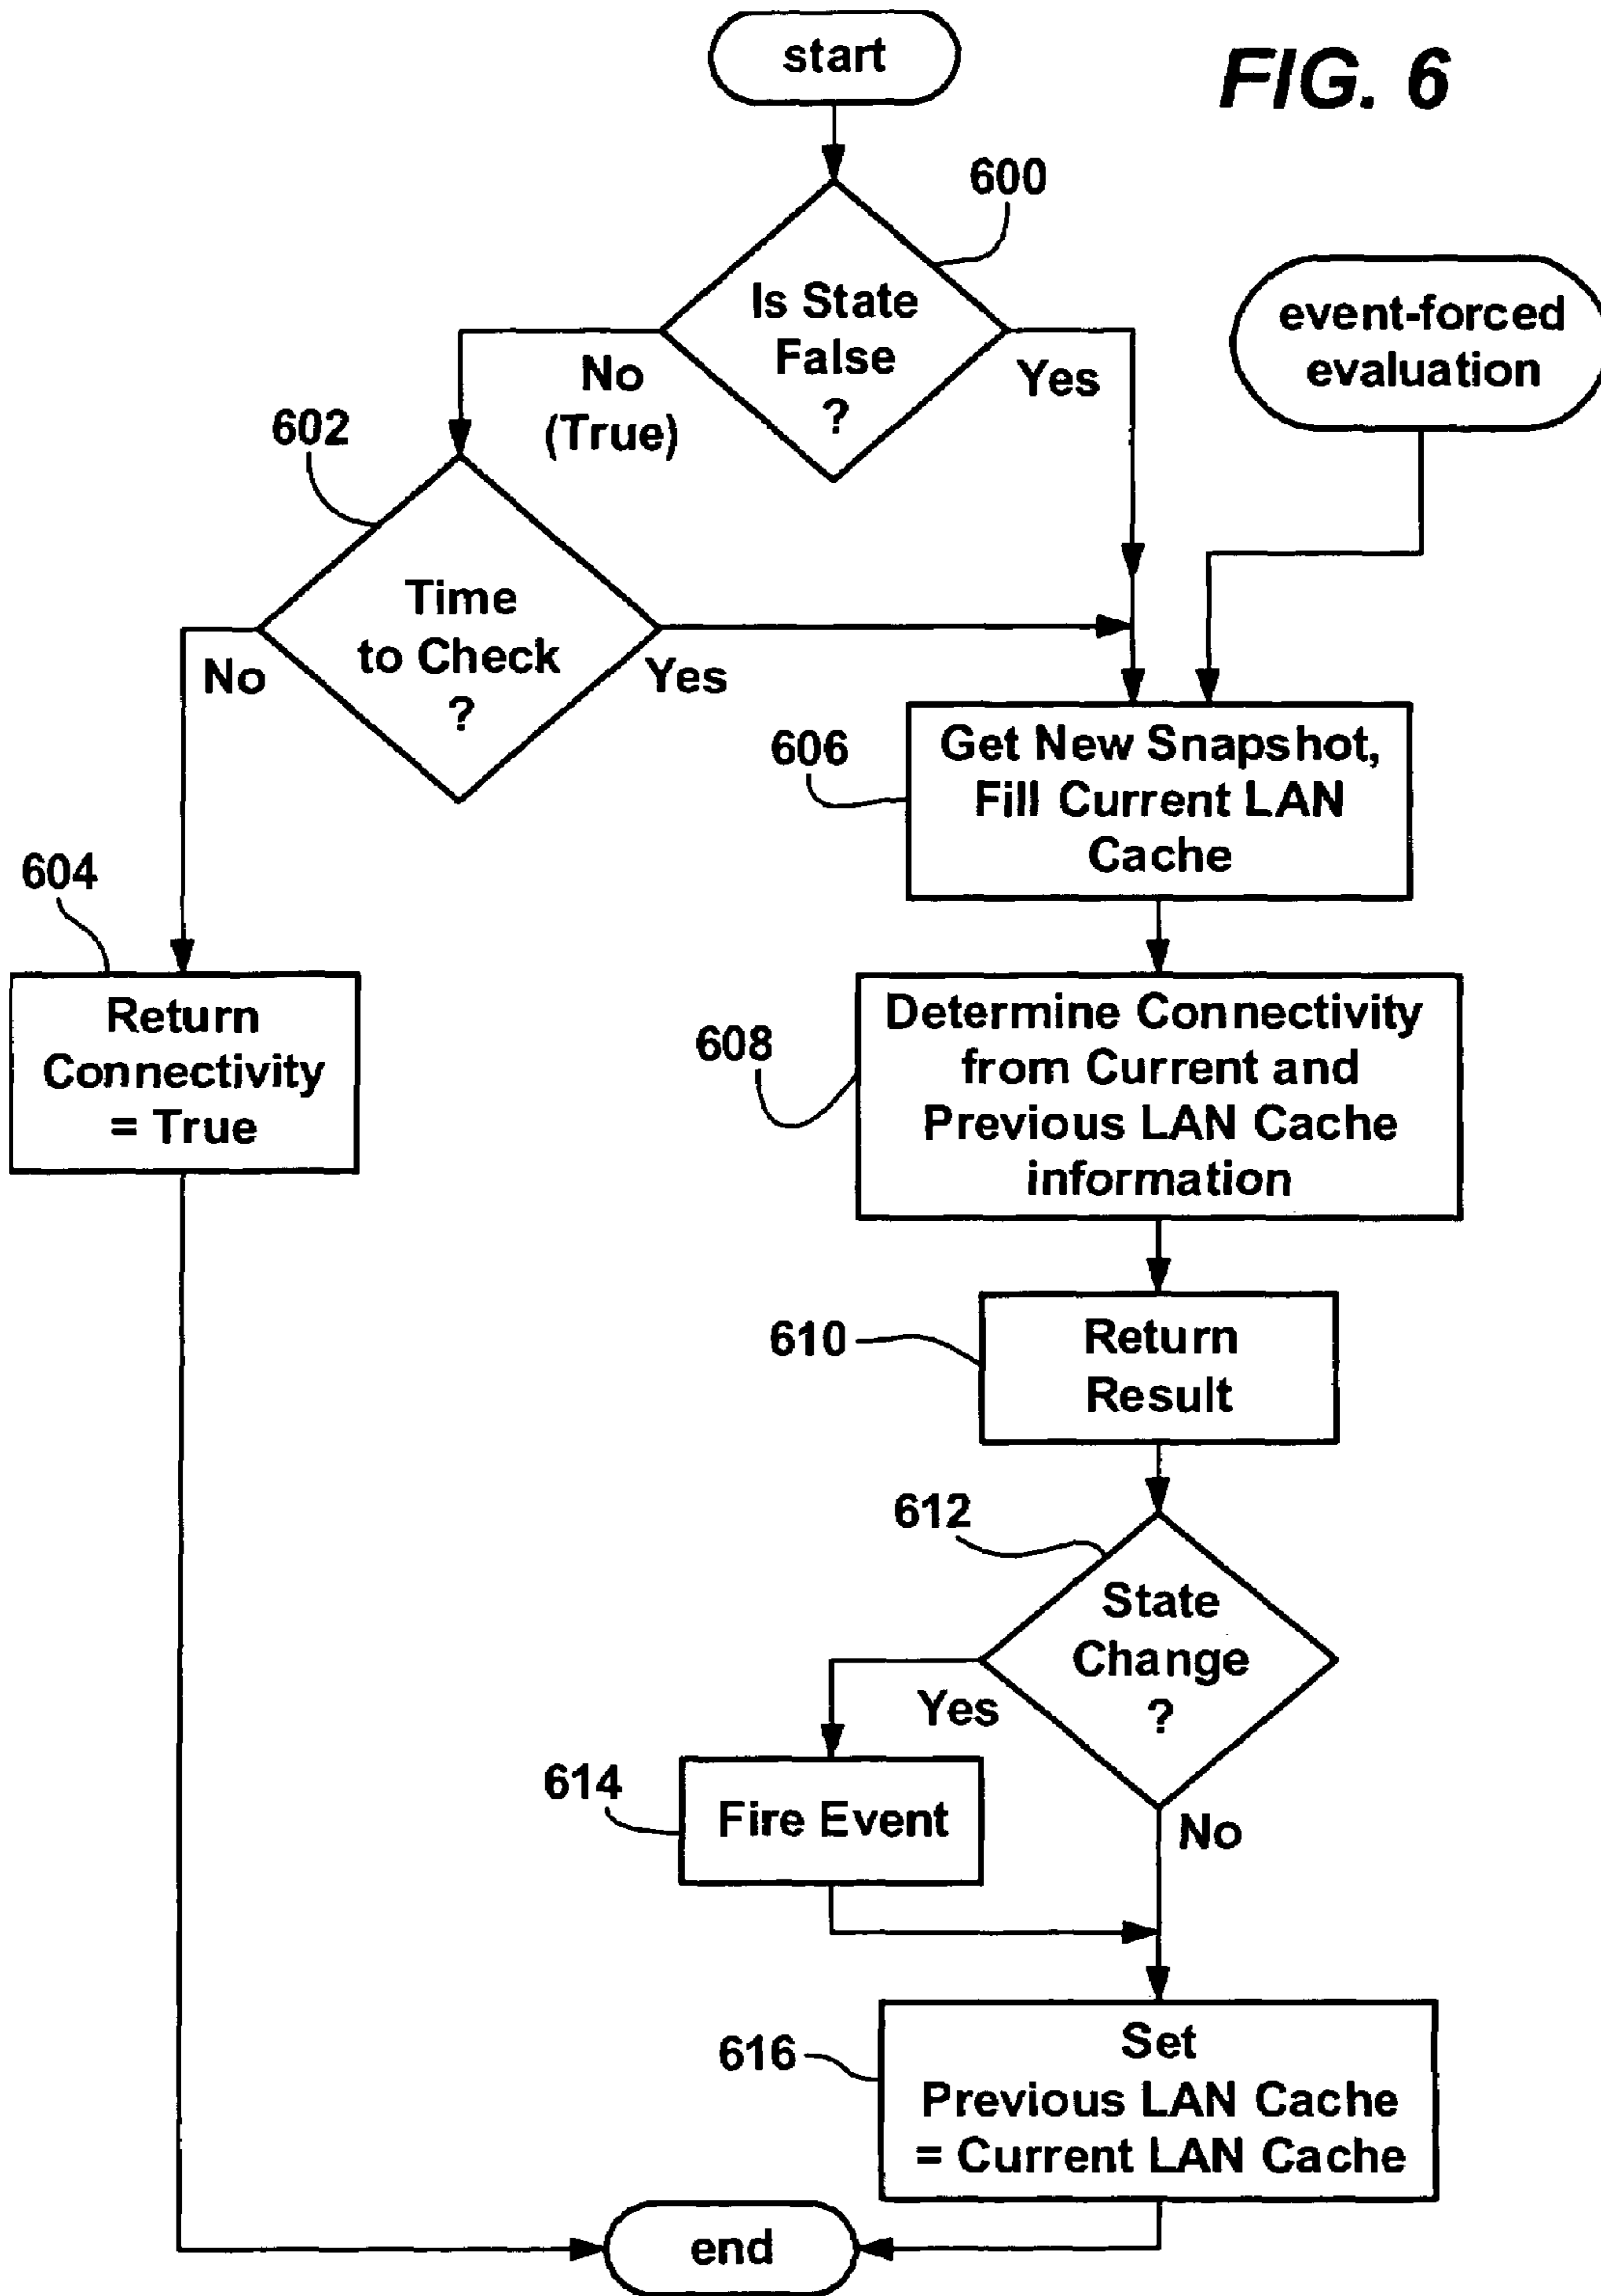 start
FIG. 6
600
Is State
False
?
No
(True)
Yes
event-forced
evaluation
602
Time
to Check
?
No
Yes
606
Get New Snapshot,
Fill Current LAN
Cache
604
Return
Connectivity
= True
608
Determine Connectivity
from Current and
Previous LAN Cache
information
610
Return
Result
612
State
Change
?
Yes
No
614
Fire Event
616
Set
Previous LAN Cache
= Current LAN Cache
end